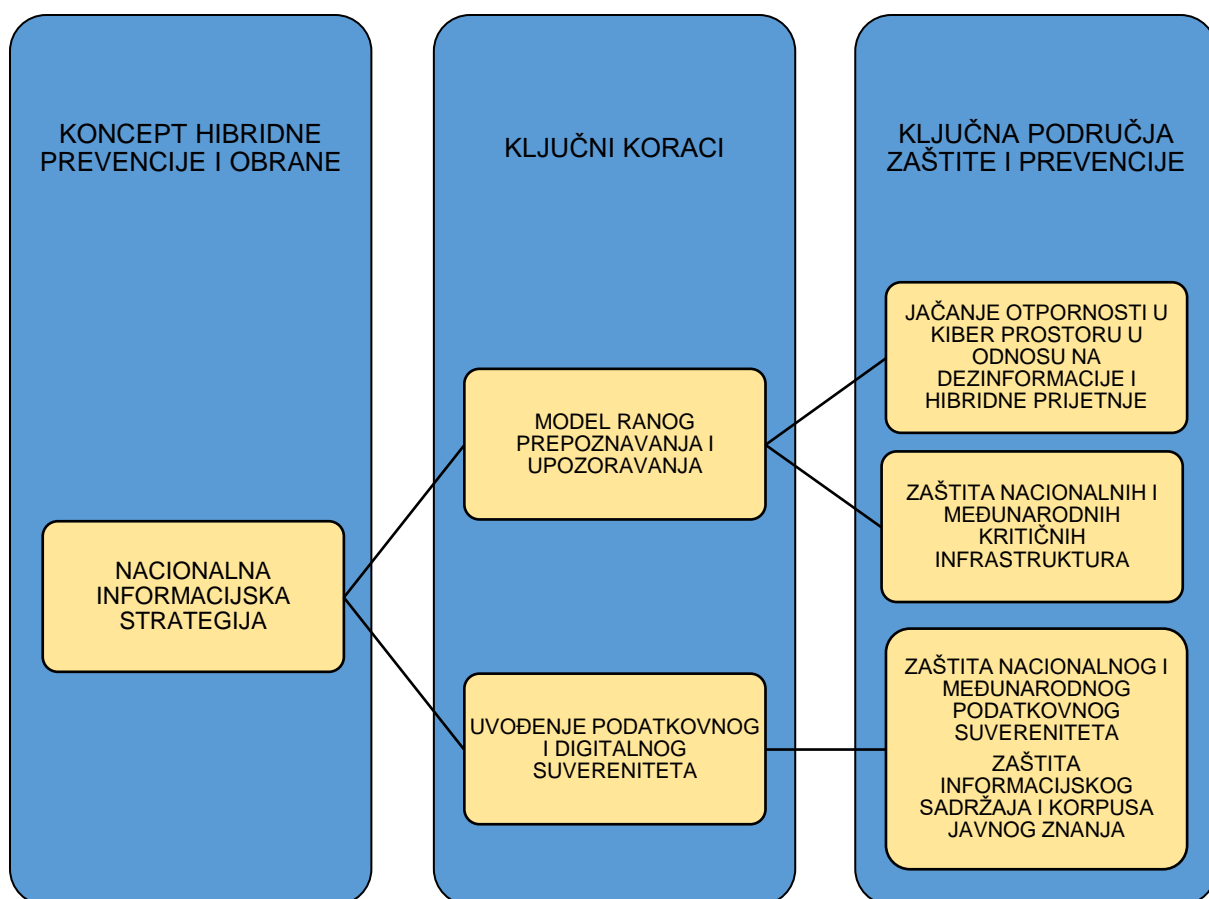 KONCEPT HIBRIDNE
PREVENCIJE I OBRANE
KLJUČNI KORACI
KLJUČNA PODRUČJA
ZAŠTITE I PREVENCIJE
NACIONALNA
INFORMACIJSKA
STRATEGIJA
MODEL RANOG
PREPOZNAVANJA I
UPOZORAVANJA
UVOĐENJE PODATKOVNOG
I DIGITALNOG
SUVERENITETA
JAČANJE OTPORNOSTI U
KIBER PROSTORU U
ODNOSU NA
DEZINFORMACIJE I
HIBRIDNE PRIJETNJE
ZAŠTITA NACIONALNIH I
MEĐUNARODNIH
KRITIČNIH
INFRASTRUKTURA
ZAŠTITA NACIONALNOG I
MEĐUNARODNOG
PODATKOVNOG
SUVERENITETA
ZAŠTITA
INFORMACIJSKOG
SADRŽAJA I KORPUSA
JAVNOG ZNANJA